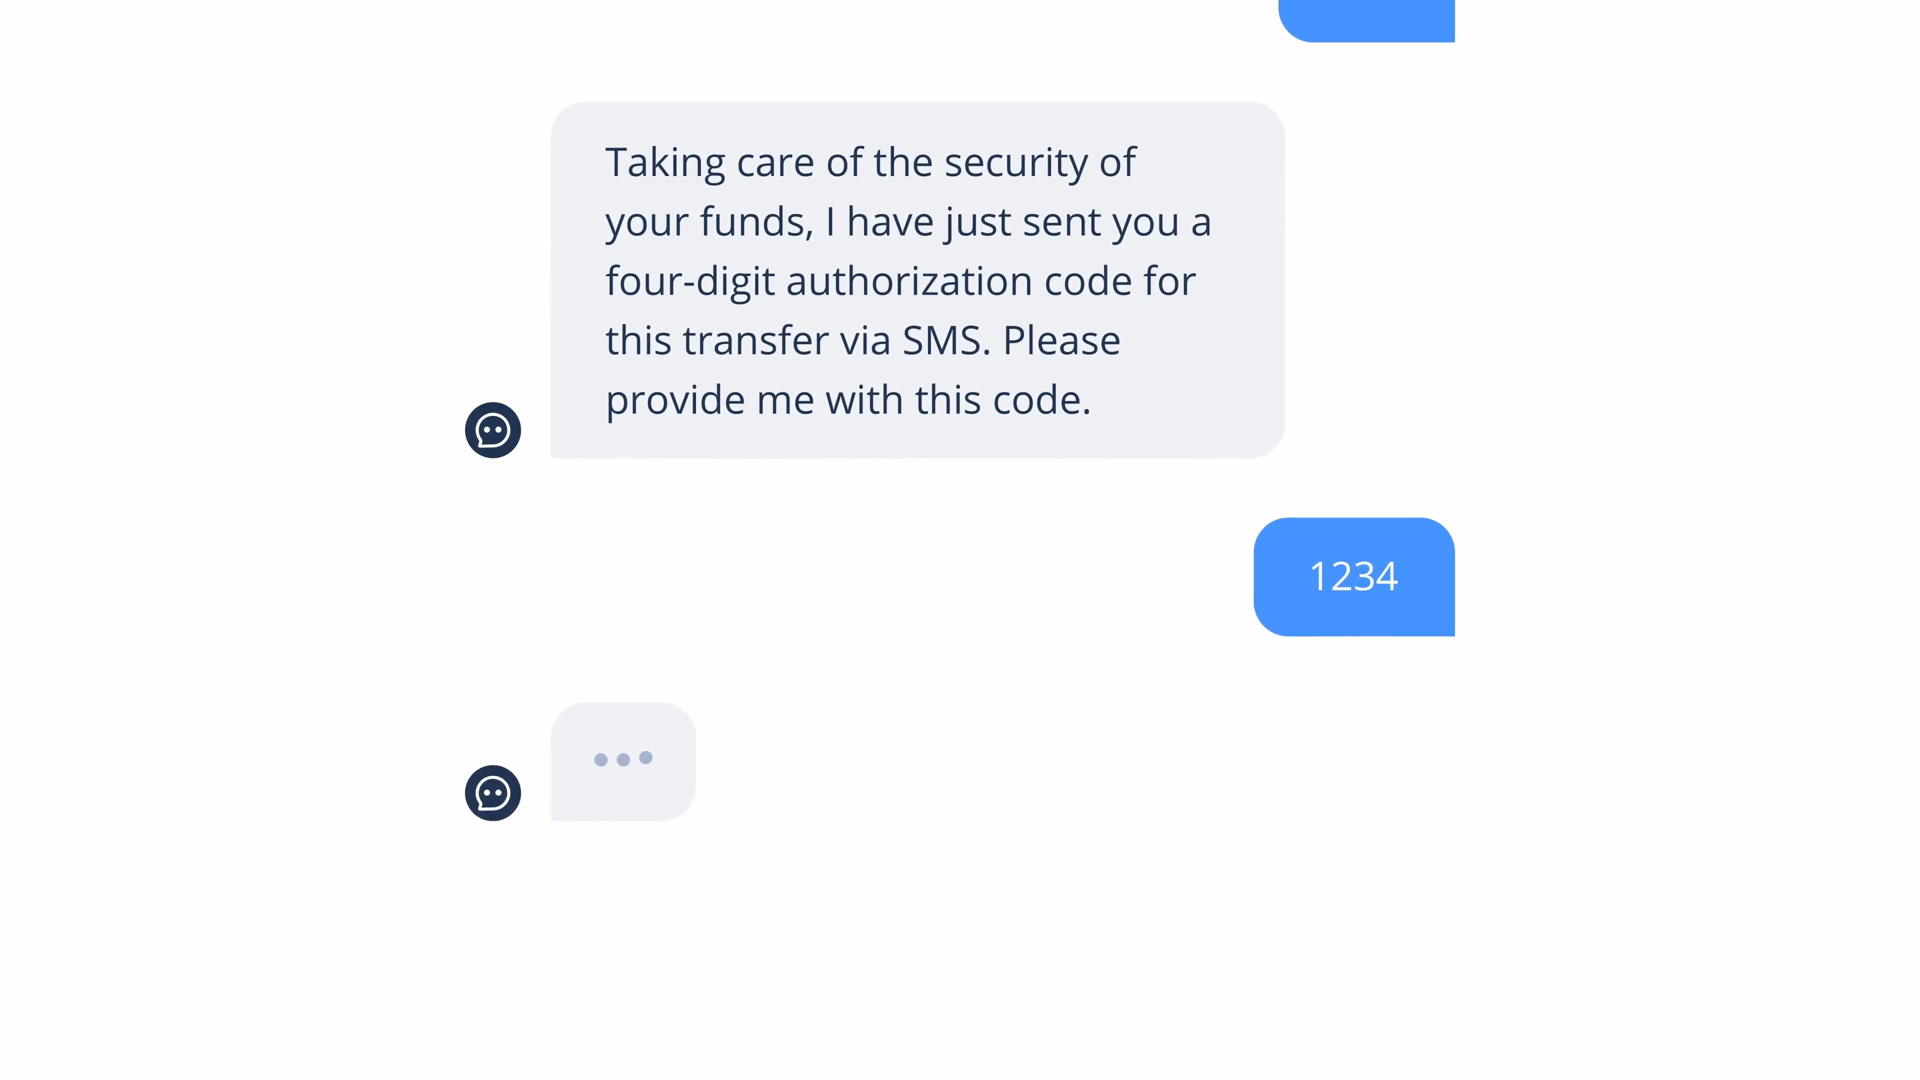 Taking care of the security of
your funds, I have just sent you a
four-digit authorization code for
this transfer via SMS. Please
provide me with this code.
1234